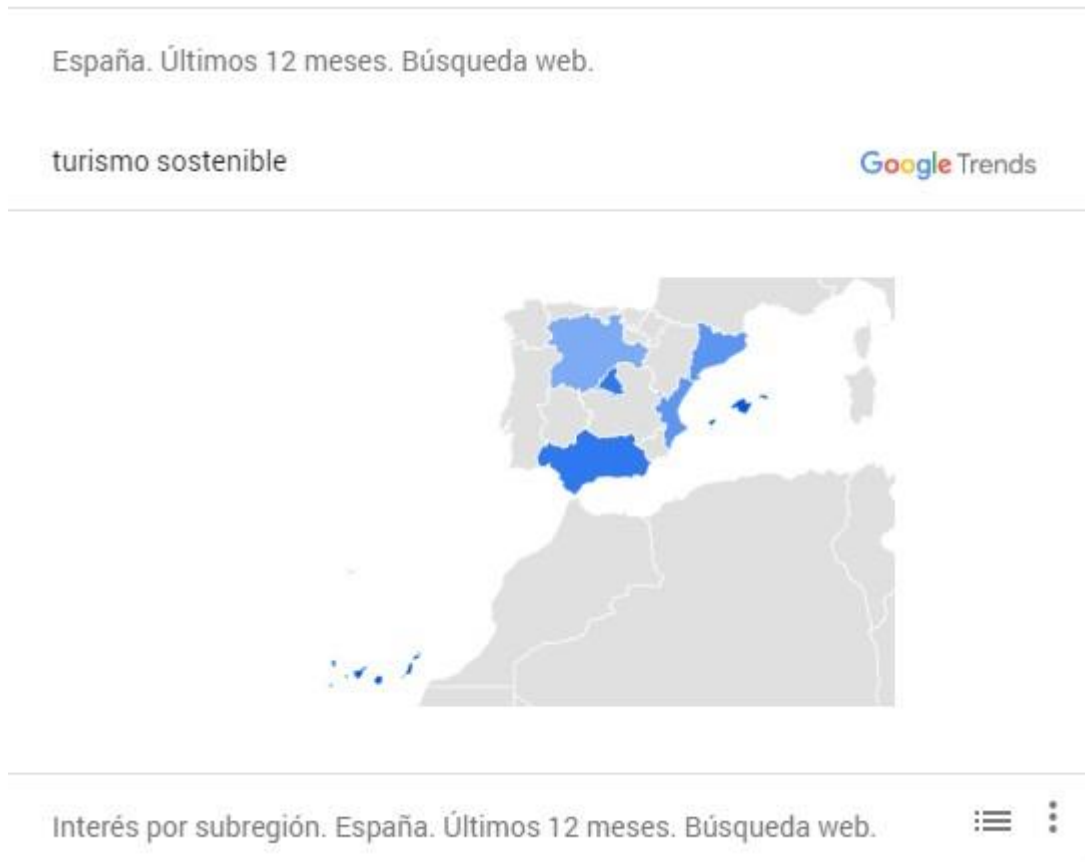 España. Últimos 12 meses. Búsqueda web.
turismo sostenible
Google Trends
Interés por subregión. España. Últimos 12 meses. Búsqueda web.